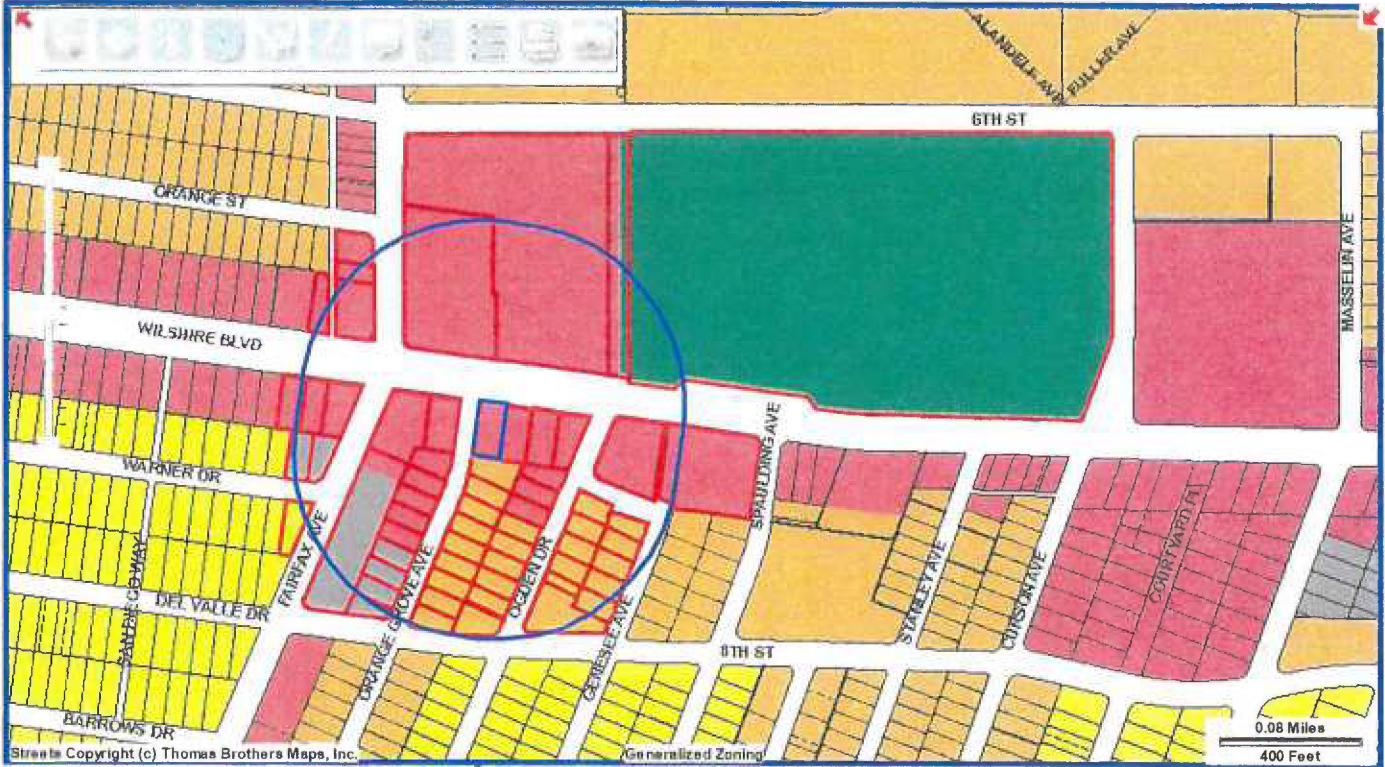 ALANDELE AVE
FULLER AVE
6TH ST
ORANGE ST
MASSELIN AVE
WILSHIRE BLVD
SPAULDING AVE
WARNER DR
COURTYARD PL
FAIRFAX AVE
ORANGE GROVE AVE
OGDEN DR
STANLEY AVE
CURSON AVE
SAN DIEGO WAY
DEL VALLE DR
GENESEE AVE
8TH ST
BARROWS DR
0.08 Miles
400 Feet
Streets Copyright (c) Thomas Brothers Maps, Inc.
Generalized Zoning